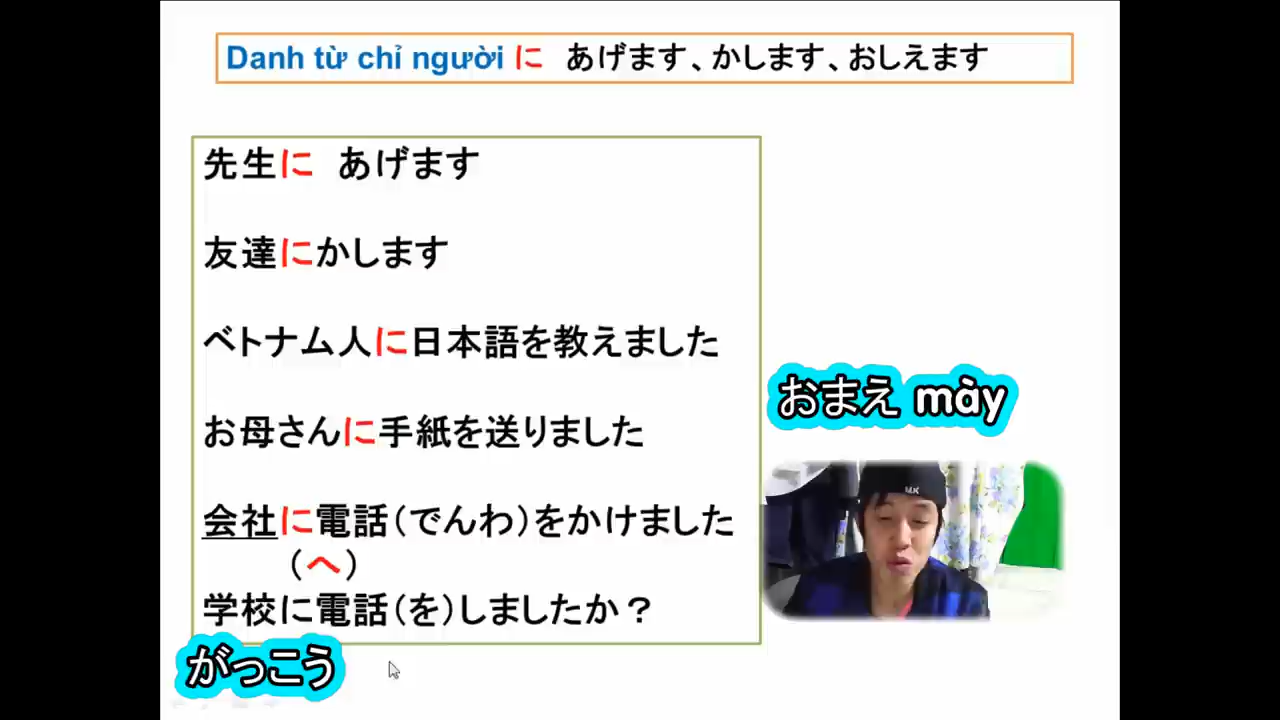 Danh từ chỉ người に あげます、かします、おしえます
先生に あげます
友達にかします
ベトナム人に日本語を教えました
お母さんに手紙を送りました
会社に電話（でんわ）をかけました
（へ）
学校に電話（を）しましたか？
がっこう
おまえ mày
MK